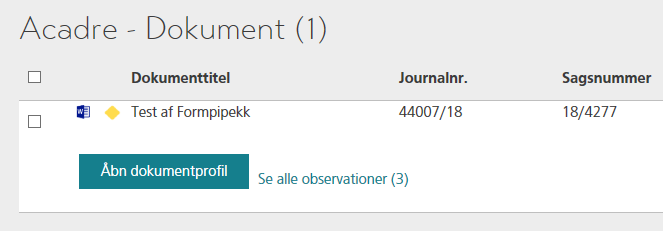 Acadre - Dokument (1)
Dokumenttitel Journalnr. Sagsnummer
Test af Formpipekk 44007/18 18/4277
Åbn dokumentprofil Se alle observationer (3)